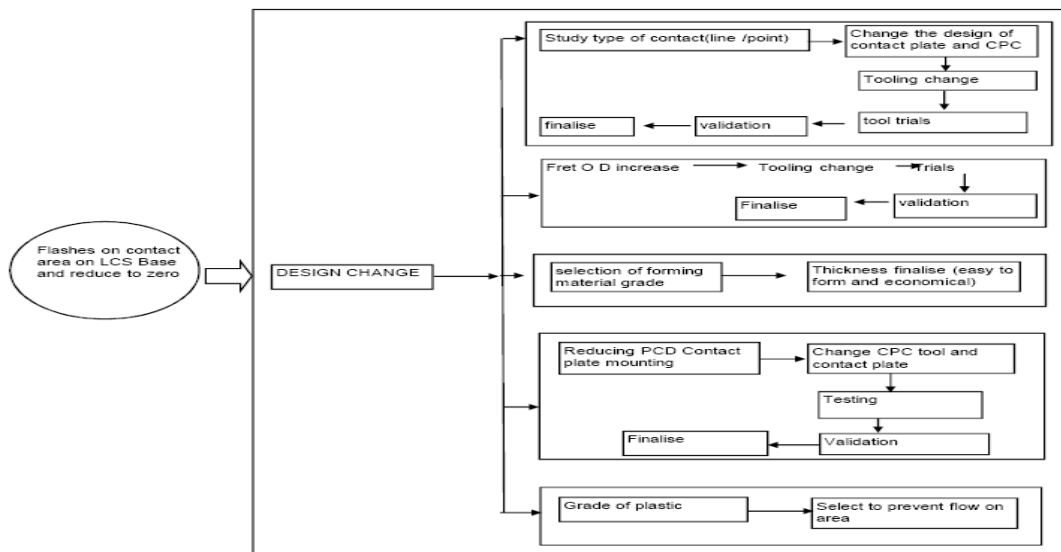 Flashes on contact
area on LCS Base
and reduce to zero
DESIGN CHANGE
Study type of contact(line /point)
Change the design of
contact plate and CPC
Tooling change
tool trials
validation
finalise
Fret O D increase
Tooling change
Trials
validation
Finalise
selection of forming
material grade
Thickness finalise (easy to
form and economical)
Reducing PCD Contact
plate mounting
Change CPC tool and
contact plate
Testing
Validation
Finalise
Grade of plastic
Select to prevent flow on
area